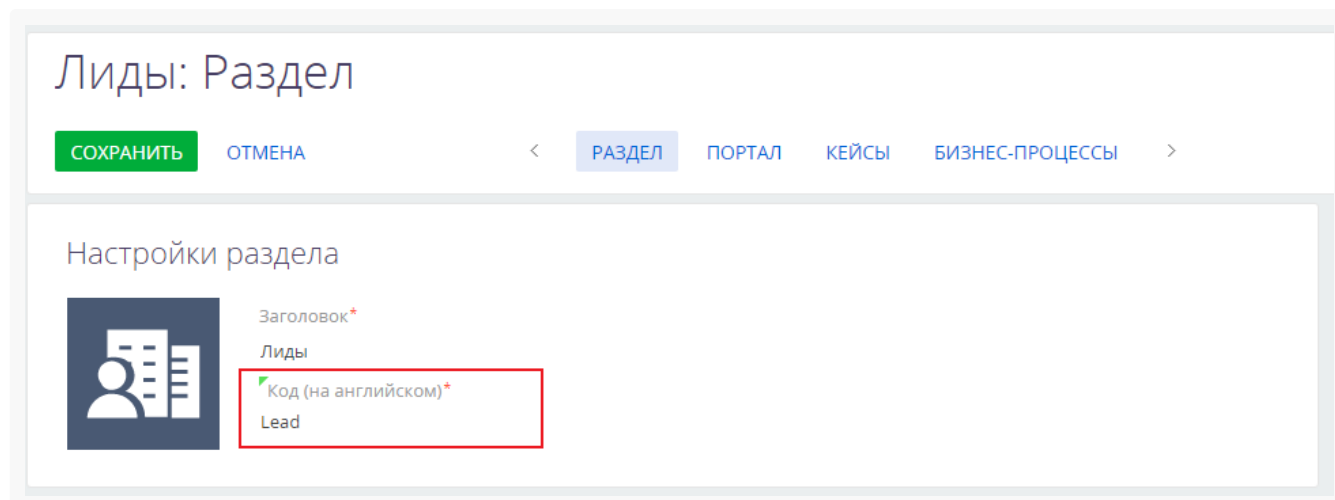 Лиды: Раздел
СОХРАНИТЬ ОТМЕНА < РАЗДЕЛ ПОРТАЛ КЕЙСЫ БИЗНЕС-ПРОЦЕССЫ >
Настройки раздела
Заголовок*
Лиды
Код (на английском)*
Lead